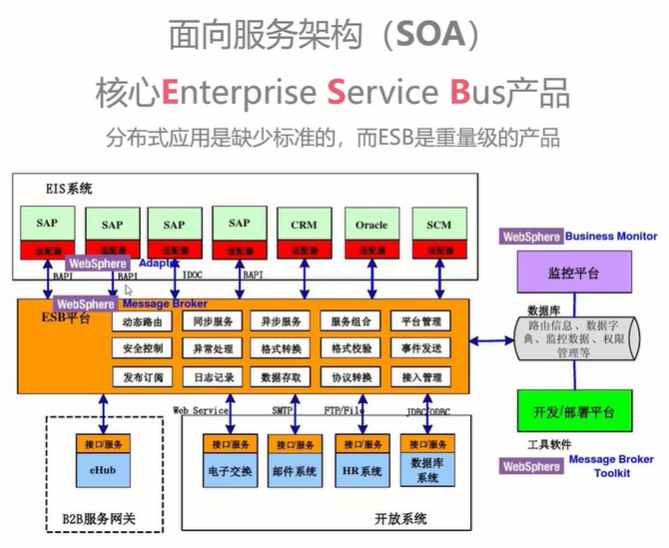 面向服务架构（SOA）
核心Enterprise Service Bus产品
分布式应用是缺少标准的，而ESB是重量级的产品
EIS系统
SAP SAP SAP SAP CRM Oracle SCM
适配器 适配器 适配器 适配器 适配器 适配器 适配器
WebSphere Adapter
BAPI BAPI IDOC BAPI
WebSphere Message Broker
ESB平台
动态路由 同步服务 异步服务 服务组合 平台管理
安全控制 异常处理 格式转换 格式校验 事件发送
发布订阅 日志记录 数据存取 协议转换 接入管理
Web Service SMTP FTP/File JDBC/ODBC
接口/服务 接口/服务 接口/服务 接口/服务 接口/服务
eHub 电子交换 邮件系统 HR系统 数据库
系统
B2B服务网关 开放系统
WebSphere Business Monitor
监控平台
数据库
路由信息、数据字
典、监控数据、权限
管理等
开发/部署平台
工具软件
WebSphere Message Broker
Toolkit